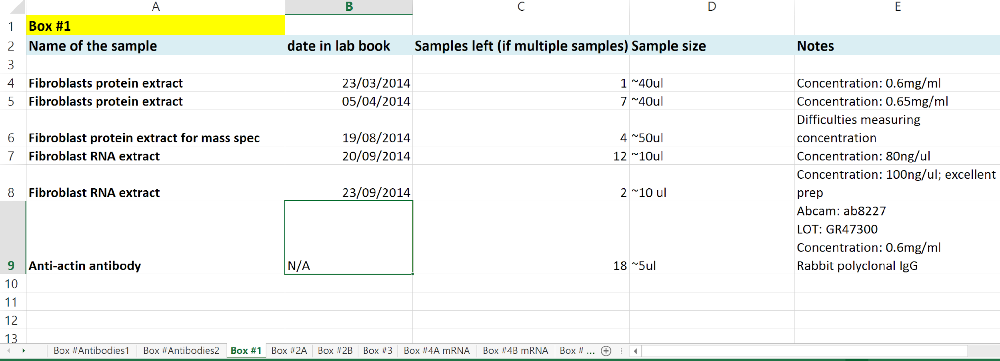 A B C D E
1 Box #1
2 Name of the sample date in lab book Samples left (if multiple samples) Sample size Notes
3
4 Fibroblasts protein extract 23/03/2014 1 ~40ul Concentration: 0.6mg/ml
5 Fibroblasts protein extract 05/04/2014 7 ~40ul Concentration: 0.65mg/ml
Difficulties measuring
6 Fibroblast protein extract for mass spec 19/08/2014 4 ~50ul concentration
7 Fibroblast RNA extract 20/09/2014 12 ~10ul Concentration: 80ng/ul
Concentration: 100ng/ul; excellent
8 Fibroblast RNA extract 23/09/2014 2 ~10 ul prep
Abcam: ab8227
LOT: GR47300
Concentration: 0.6mg/ml
9 Anti-actin antibody N/A 18 ~5ul Rabbit polyclonal IgG
10
11
12
13
Box #Antibodies1 Box #Antibodies2 Box #1 Box #2A Box #2B Box #3 Box #4A mRNA Box #4B mRNA Box # ...